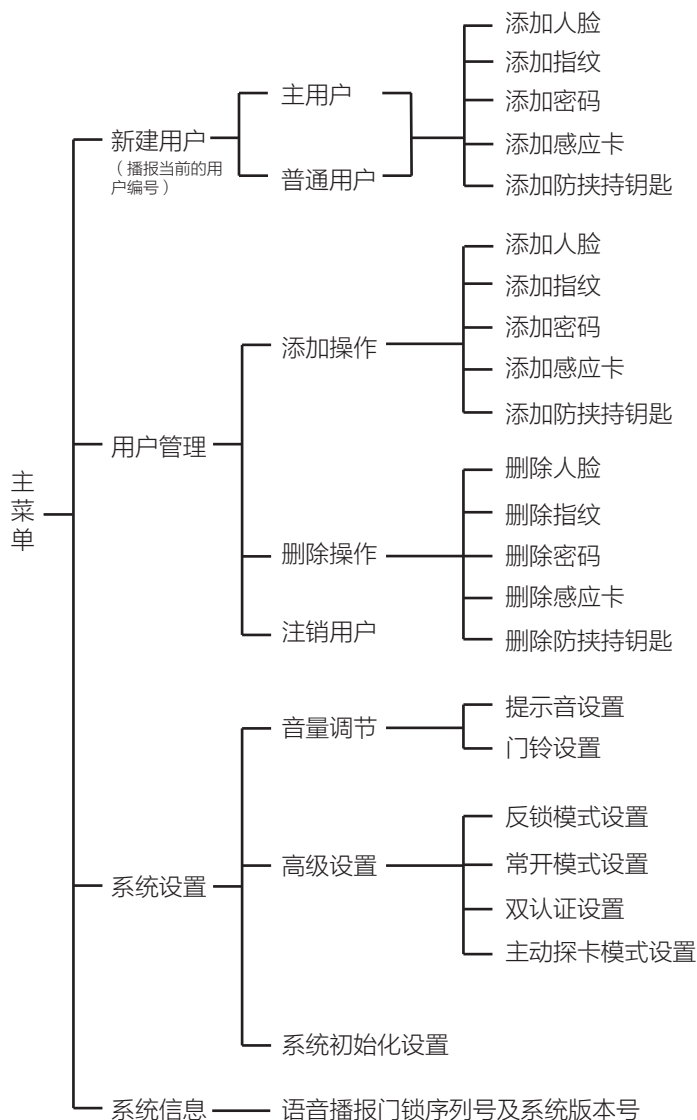 主菜单
新建用户
（播报当前的用
户编号）
主用户
普通用户
添加人脸
添加指纹
添加密码
添加感应卡
添加防挟持钥匙
用户管理
添加操作
添加人脸
添加指纹
添加密码
添加感应卡
添加防挟持钥匙
删除操作
删除人脸
删除指纹
删除密码
删除感应卡
删除防挟持钥匙
注销用户
系统设置
音量调节
提示音设置
门铃设置
高级设置
反锁模式设置
常开模式设置
双认证设置
主动探卡模式设置
系统初始化设置
系统信息
语音播报门锁序列号及系统版本号